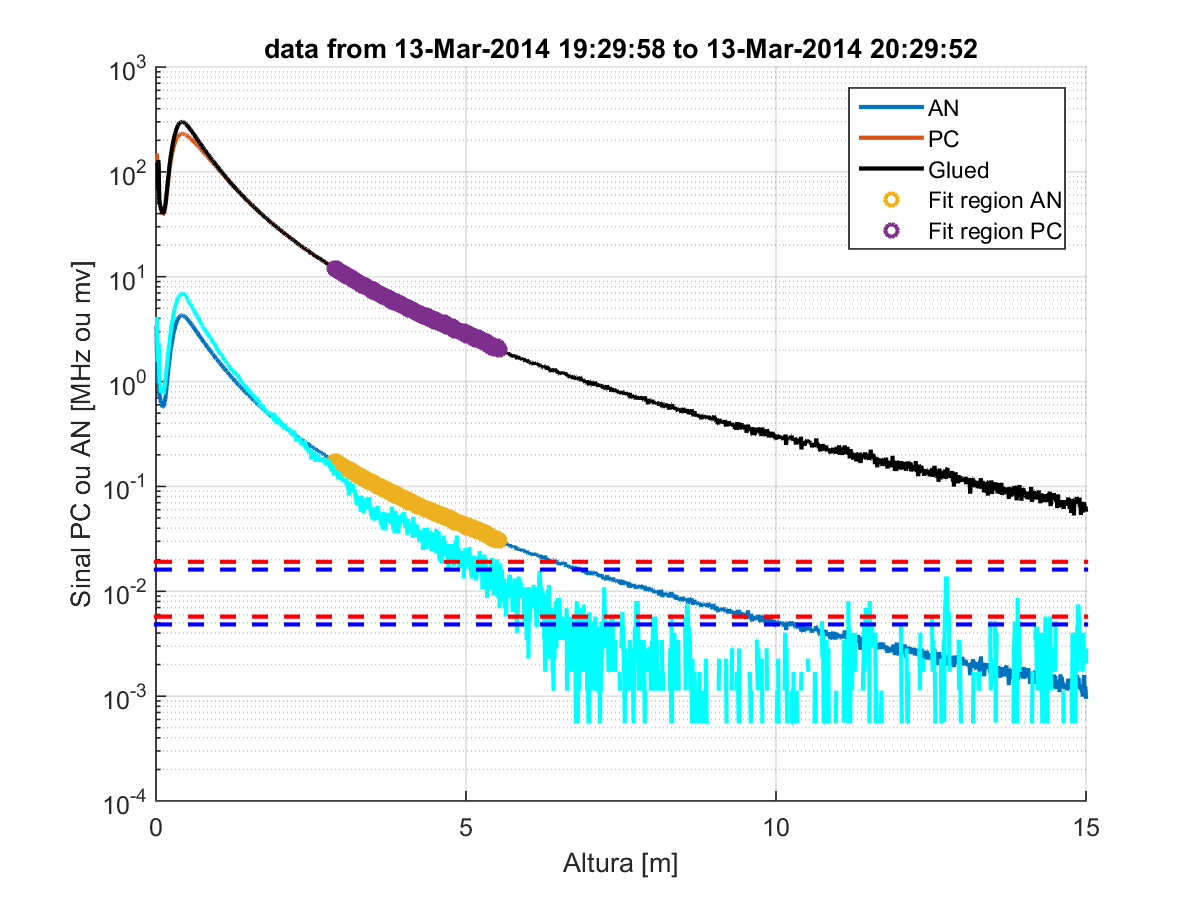 data from 13-Mar-2014 19:29:58 to 13-Mar-2014 20:29:52
Sinal PC ou AN [MHz ou mv]
10^3
10^2
10^1
10^0
10^-1
10^-2
10^-3
10^-4
AN
PC
Glued
Fit region AN
Fit region PC
0 5 10 15
Altura [m]